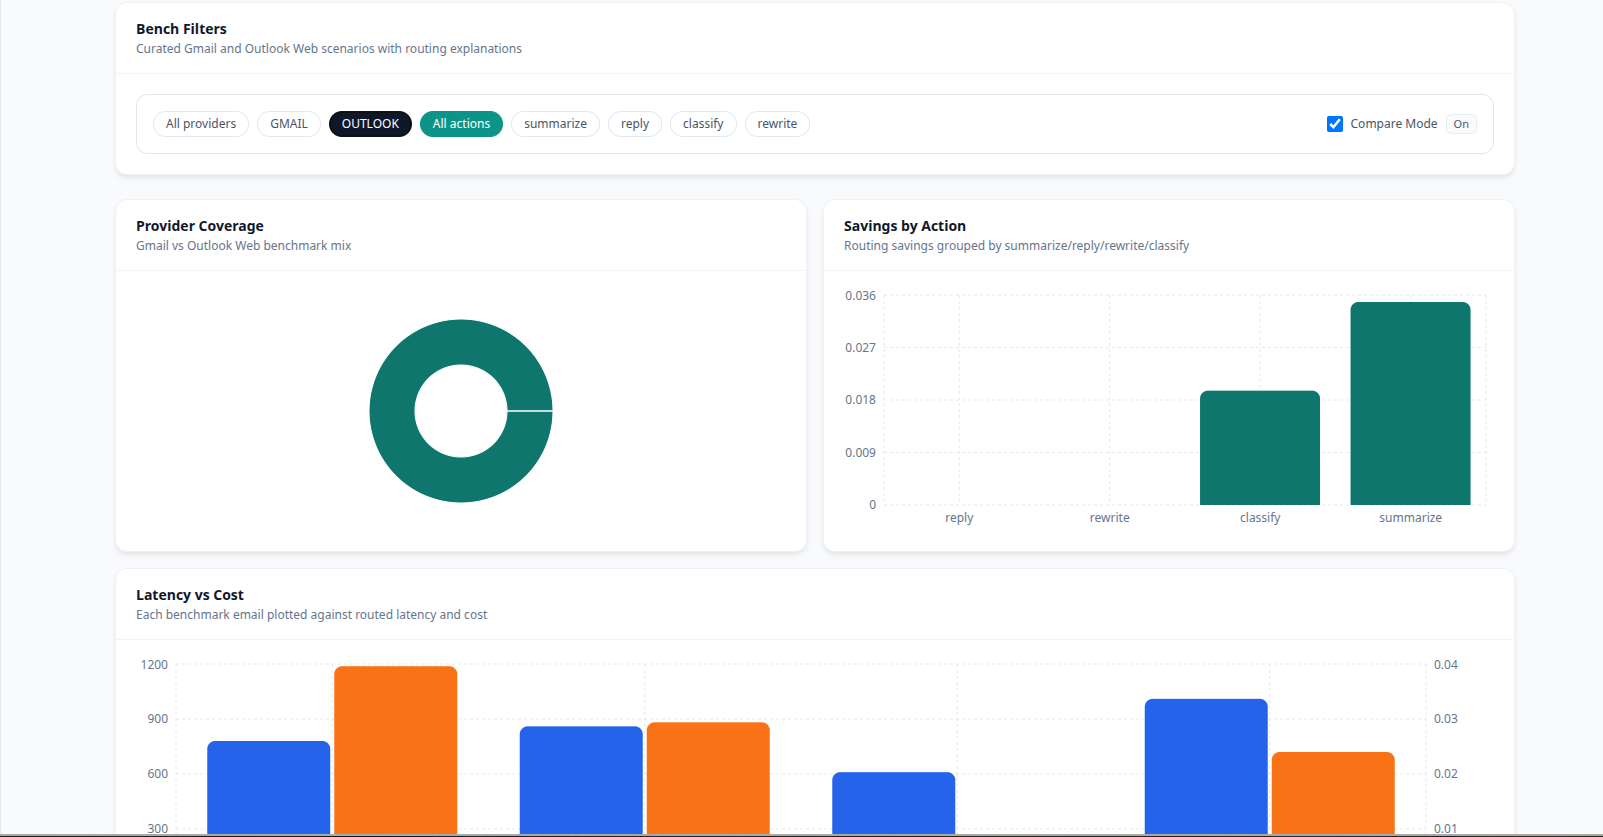 Bench Filters
Curated Gmail and Outlook Web scenarios with routing explanations
All providers GMAIL OUTLOOK All actions summarize reply classify rewrite Compare Mode On
Provider Coverage
Gmail vs Outlook Web benchmark mix
Savings by Action
Routing savings grouped by summarize/reply/rewrite/classify
0.036
0.027
0.018
0.009
0
reply rewrite classify summarize
Latency vs Cost
Each benchmark email plotted against routed latency and cost
1200 0.04
900 0.03
600 0.02
300 0.01